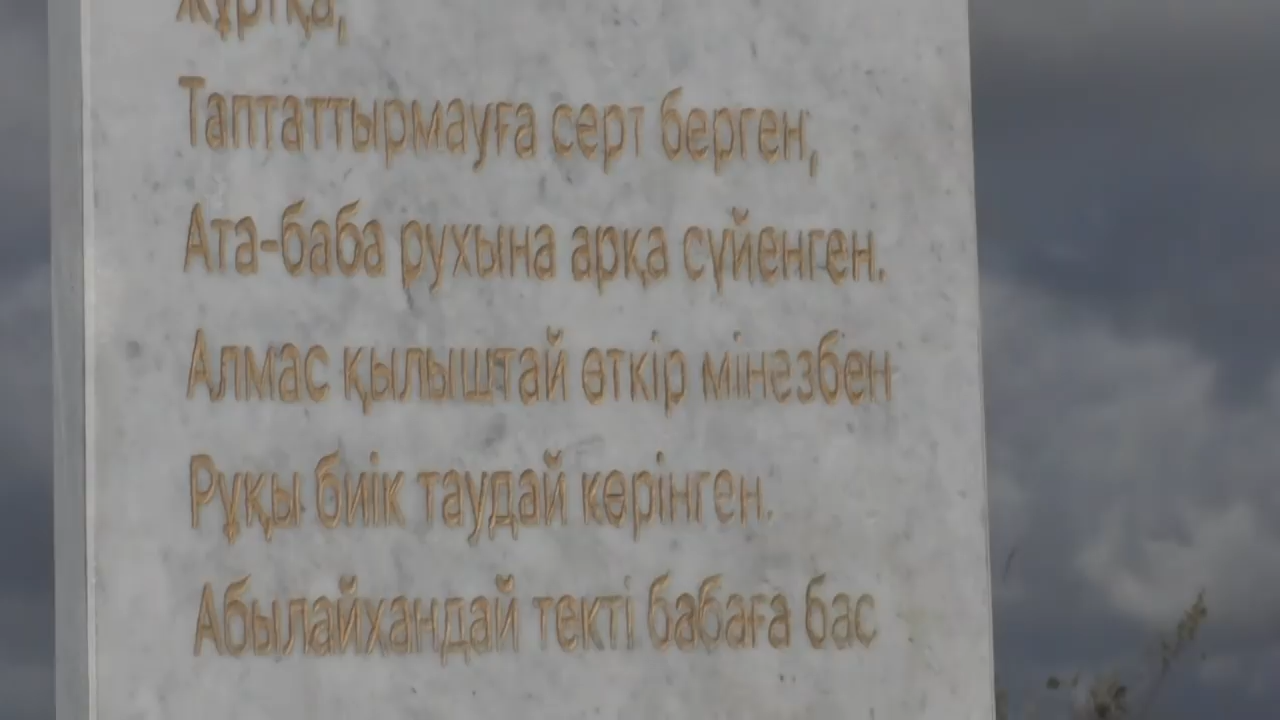 жұртқа,
Таптаттырмауға серт берген,
Ата-баба рухына арқа сүйенген.
Алмас қылыштай өткір мінезбен
Рұқы биік таудай көрінген.
Абылайхандай текті бабаға бас